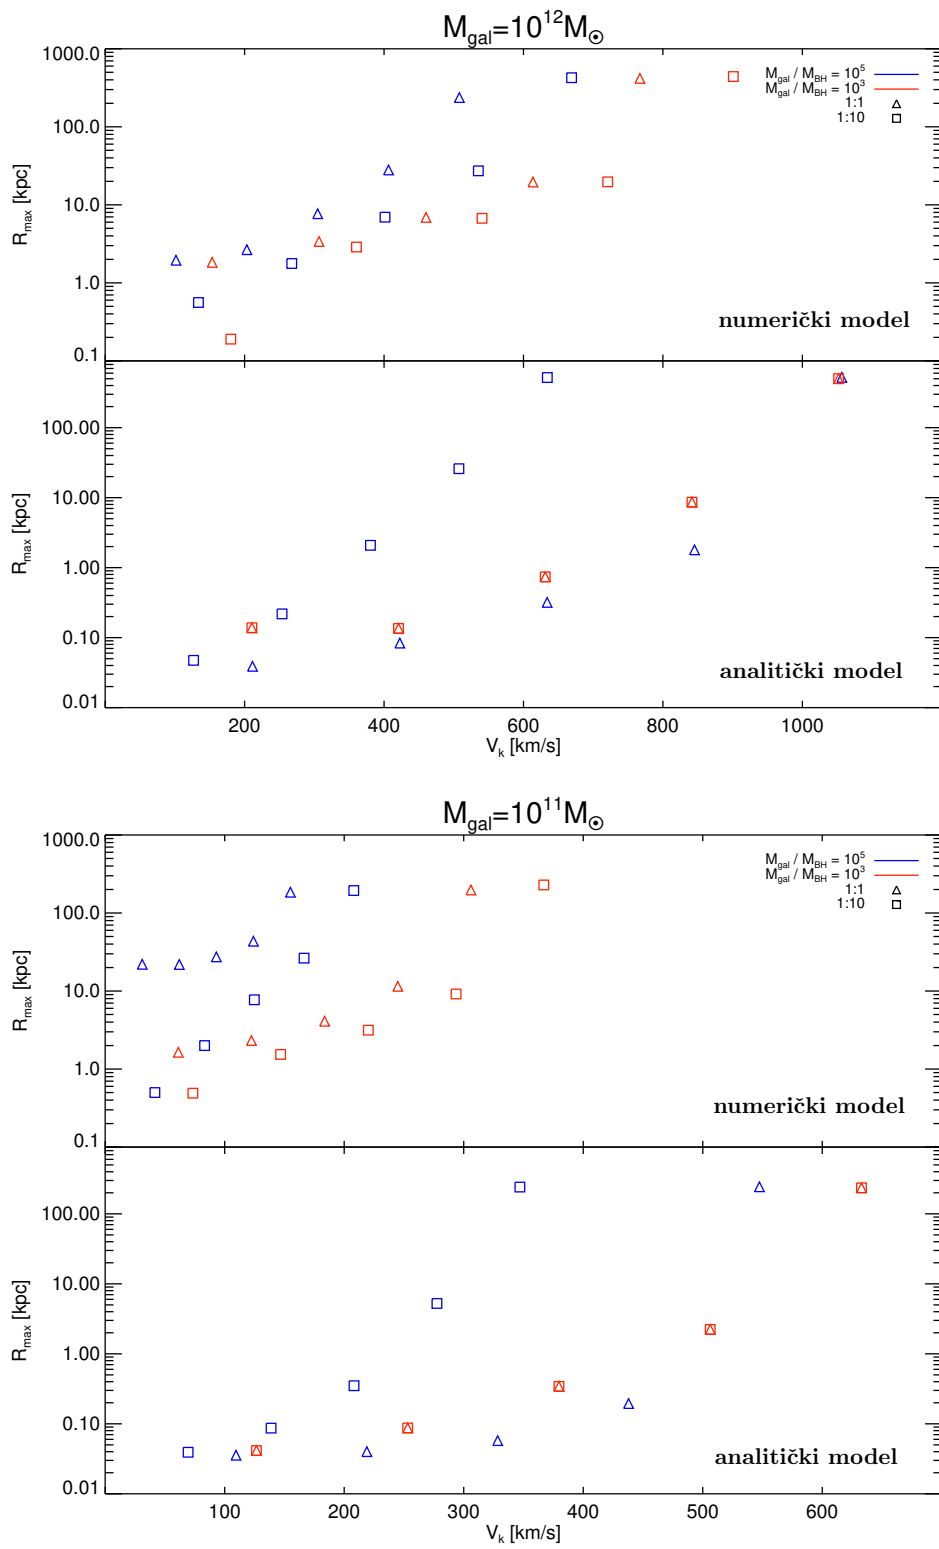 M_gal=10^12 M_⊙
1000.0
M_gal / M_BH = 10^5
M_gal / M_BH = 10^3
100.0
1:1
1:10
R_max [kpc]
10.0
1.0
numerički model
0.1
100.00
10.00
R_max [kpc]
1.00
0.10
analitički model
0.01
200 400 600 800 1000
V_k [km/s]
M_gal=10^11 M_⊙
1000.0
M_gal / M_BH = 10^5
M_gal / M_BH = 10^3
1:1
1:10
100.0
R_max [kpc]
10.0
1.0
numerički model
0.1
100.00
10.00
R_max [kpc]
1.00
0.10
analitički model
0.01
100 200 300 400 500 600
V_k [km/s]